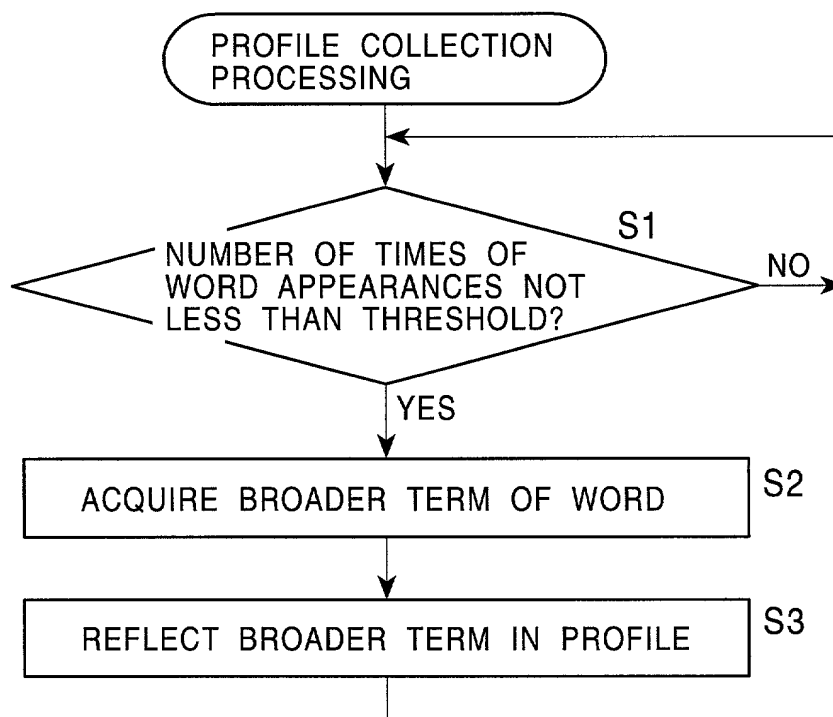 PROFILE COLLECTION
PROCESSING
S1
NUMBER OF TIMES OF
WORD APPEARANCES NOT
LESS THAN THRESHOLD?
NO
YES
ACQUIRE BROADER TERM OF WORD
S2
REFLECT BROADER TERM IN PROFILE
S3